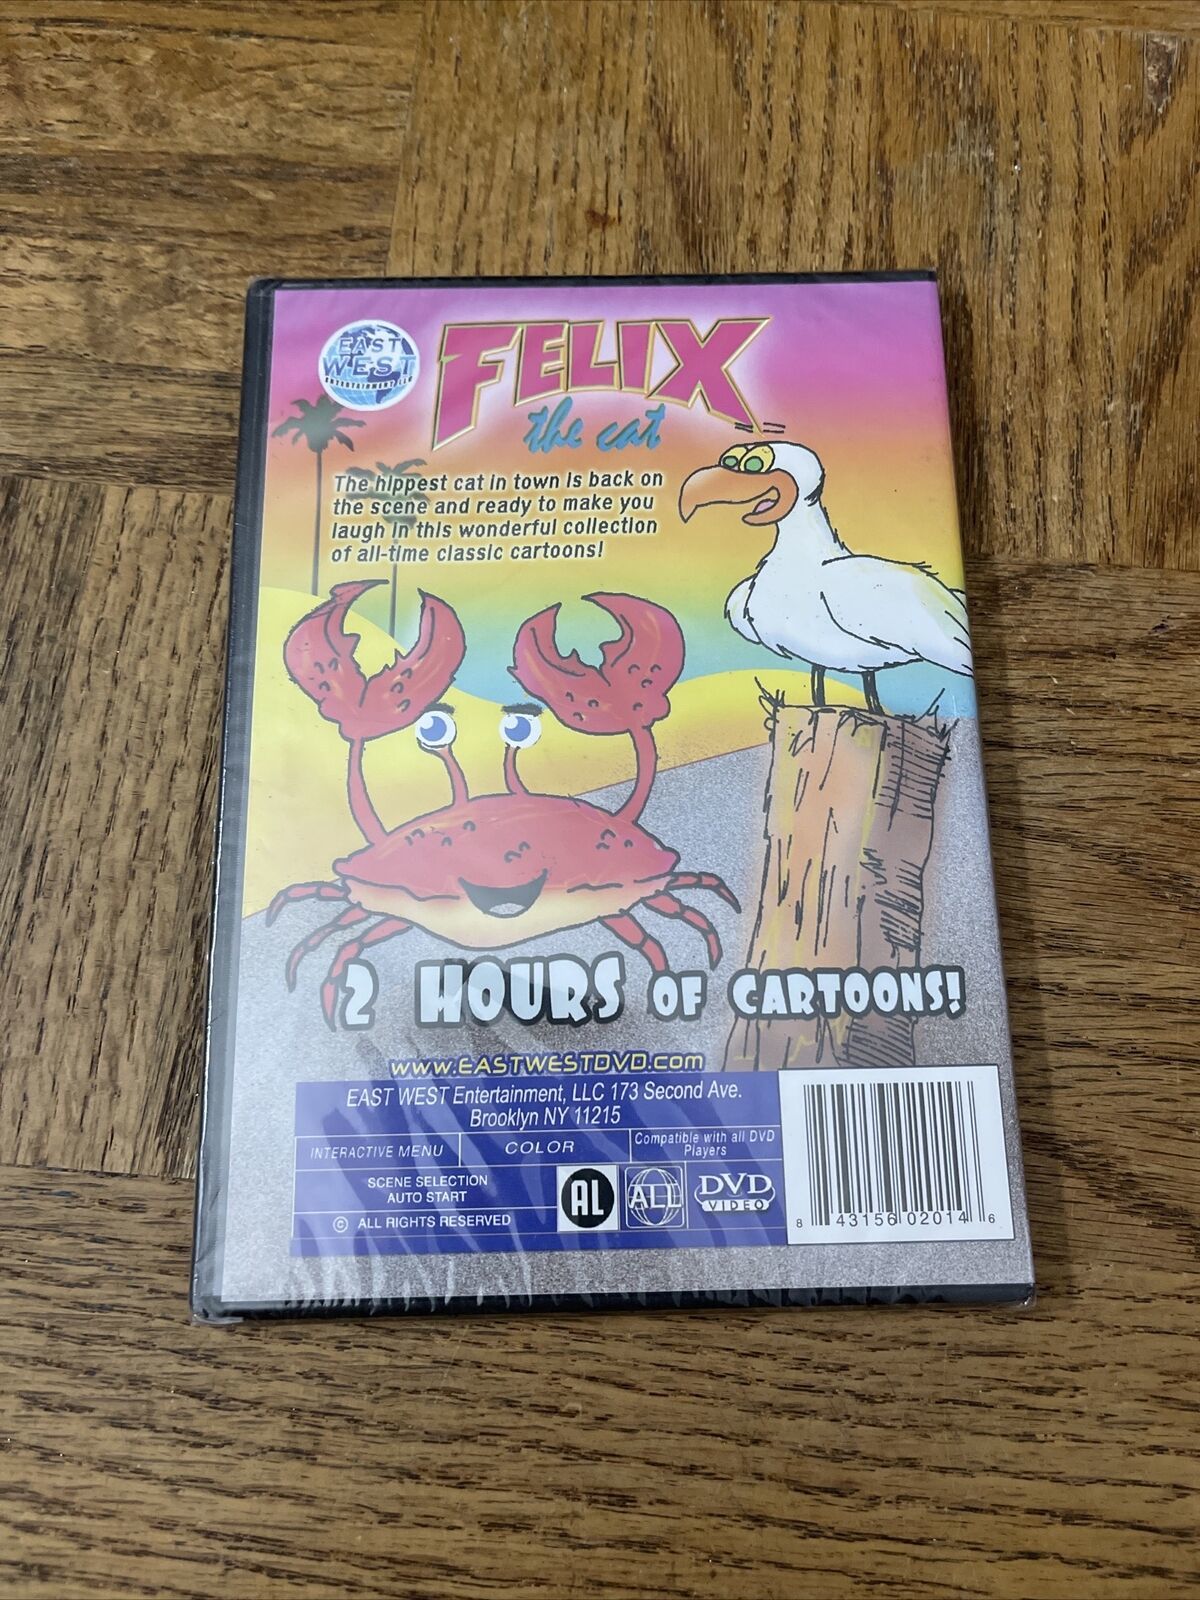 EAST
WEST
ENTERTAINMENT, LLC
FELIX
the cat
The hippest cat in town is back on
the scene and ready to make you
laugh in this wonderful collection
of all-time classic cartoons!
2 HOURS OF CARTOONS!
www.EASTWESTDVD.com
EAST WEST Entertainment, LLC 173 Second Ave.
Brooklyn NY 11215
INTERACTIVE MENU
COLOR
Compatible with all DVD
Players
SCENE SELECTION
AUTO START
© ALL RIGHTS RESERVED
AL
ALL
DVD
VIDEO
8 43156 02014 6